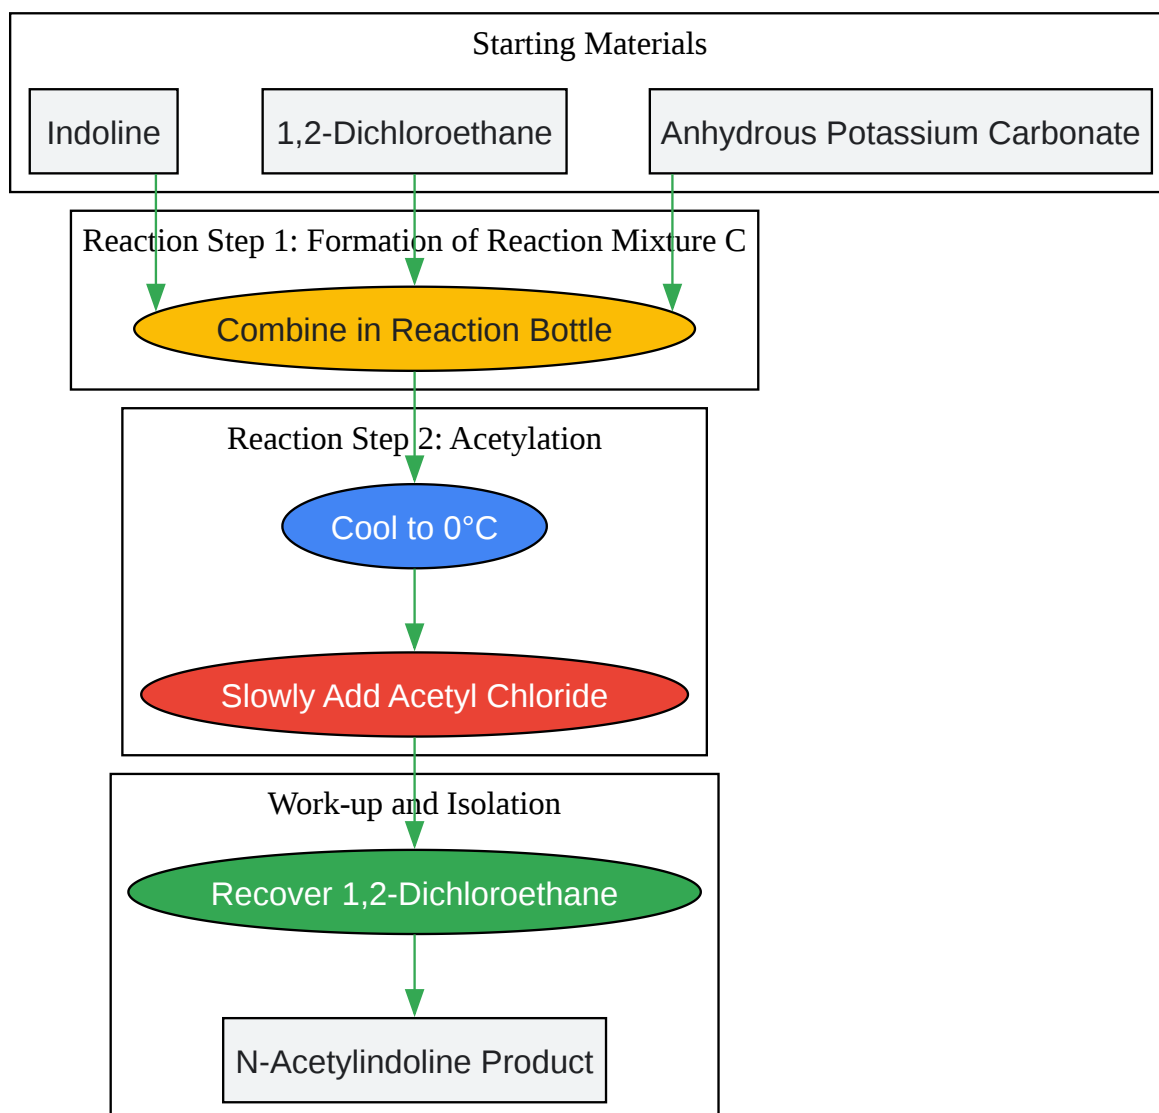 Starting Materials
Indoline
1,2-Dichloroethane
Anhydrous Potassium Carbonate
Reaction Step 1: Formation of Reaction Mixture C
Combine in Reaction Bottle
Reaction Step 2: Acetylation
Cool to 0°C
Slowly Add Acetyl Chloride
Work-up and Isolation
Recover 1,2-Dichloroethane
N-Acetylindoline Product